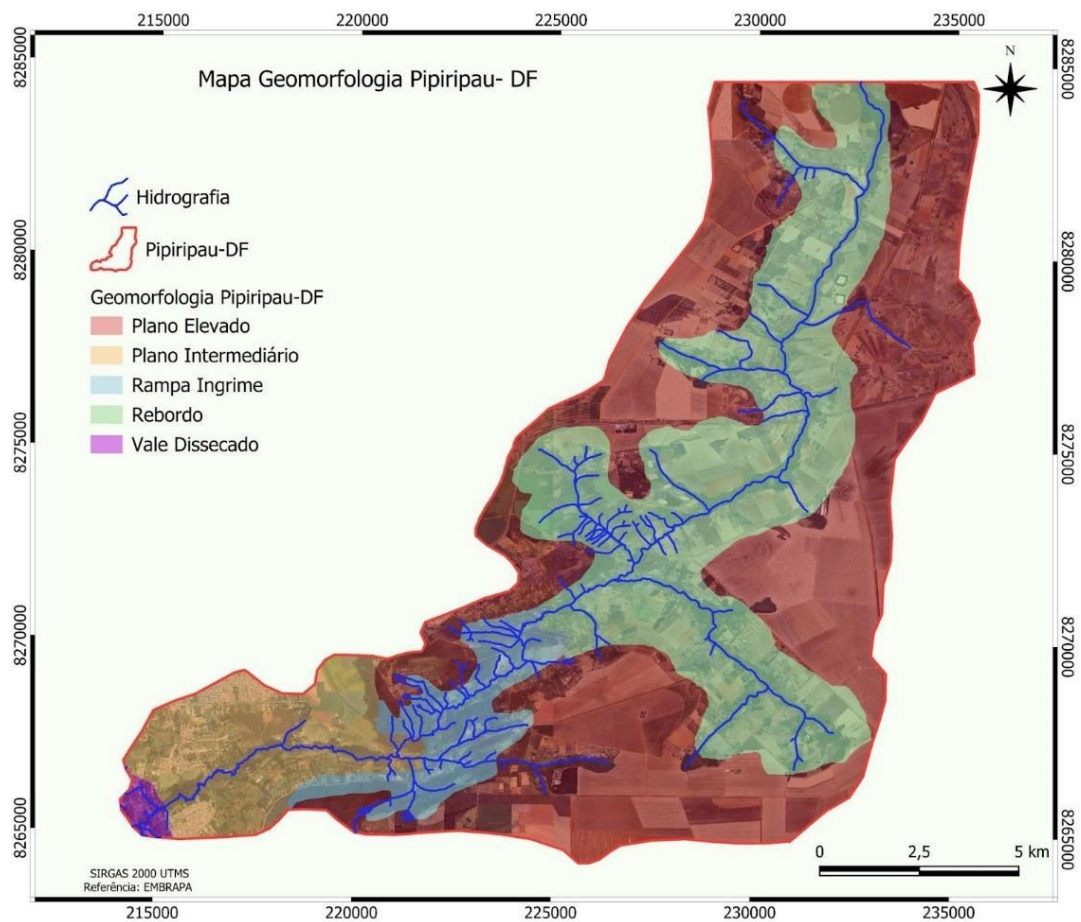 215000 220000 225000 230000 235000
8285000
8285000
Mapa Geomorfologia Pipiripau- DF
N
Hidrografia
Pipiripau-DF
8280000
8280000
Geomorfologia Pipiripau-DF
Plano Elevado
Plano Intermediário
Rampa Ingrime
Rebordo
Vale Dissecado
8275000
8275000
8270000
8270000
8265000
8265000
0 2,5 5 km
SIRGAS 2000 UTMS
Referência: EMBRAPA
215000 220000 225000 230000 235000